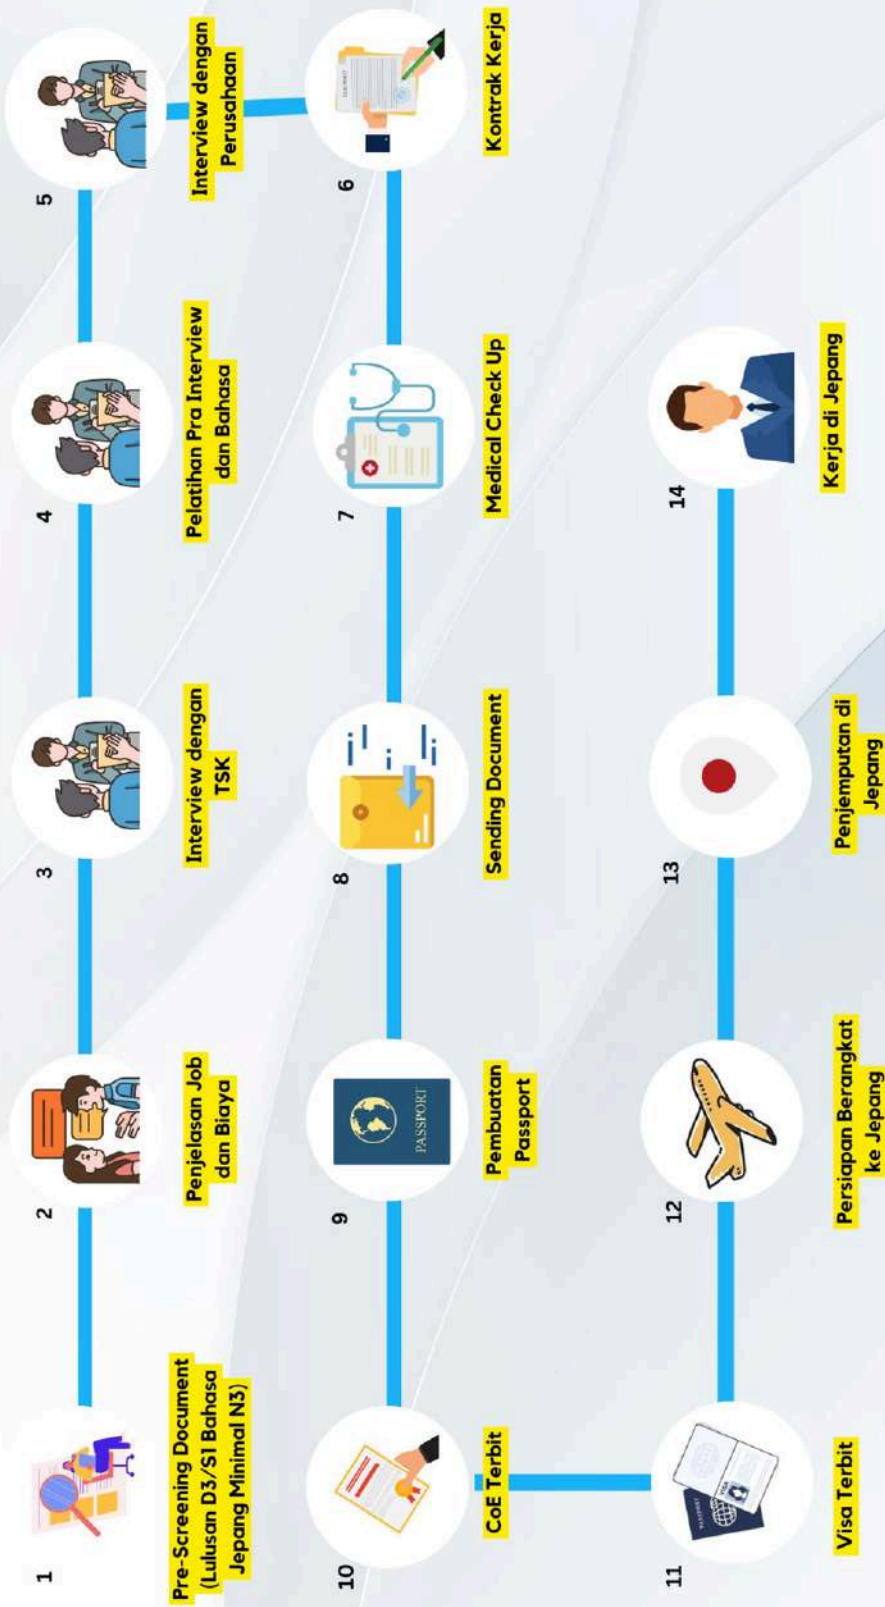 1
Pre-Screening Document
(Lulusan D3/S1 Bahasa
Jepang Minimal N3)
2
Penjelasan Job
dan Biaya
3
Interview dengan
TSK
4
Pelatihan Pra Interview
dan Bahasa
5
Interview dengan
Perusahaan
6
Kontrak Kerja
7
Medical Check Up
8
Sending Document
9
PASSPORT
Pembuatan
Passport
10
CoE Terbit
11
PASSPORT
VISA
Visa Terbit
12
Persiapan Berangkat
ke Jepang
13
Penjemputan di
Jepang
14
Kerja di Jepang